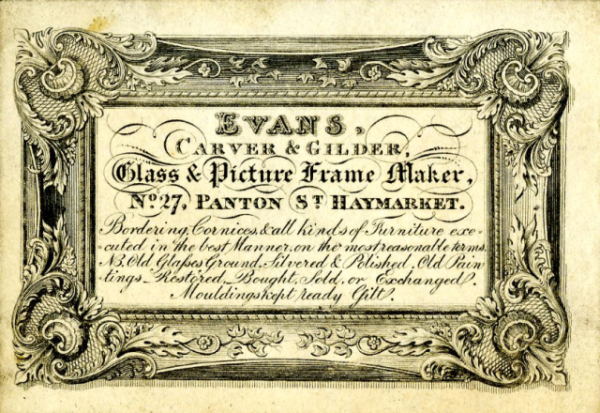 EVANS,
CARVER & GILDER,
Glass & Picture Frame Maker,
No. 27, PANTON ST HAYMARKET.
Bordering, Cornices, & all kinds of Furniture exe-
cuted in the best Manner, on the most reasonable terms.
NB. Old Glaſses Ground, Silvered & Polished, Old Pain-
tings Restored, Bought, Sold, or Exchanged.
Mouldings kept ready Gilt.